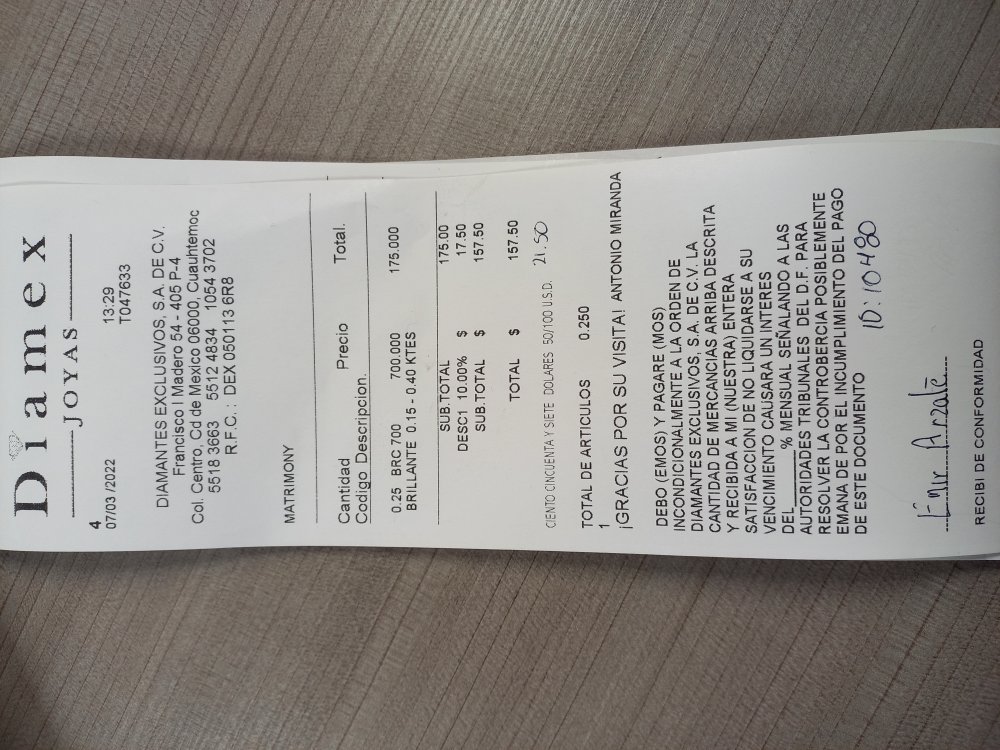 Diamex
JOYAS
4
07/03 /2022 13:29
T047633
DIAMANTES EXCLUSIVOS, S.A. DE C.V.
Francisco I Madero 54 - 405 P-4
Col. Centro, Cd de Mexico 06000, Cuauhtemoc
5518 3663 5512 4834 1054 3702
R.F.C. : DEX 050113 6R8
MATRIMONY
Cantidad Precio Total.
Codigo Descripcion.
0.25 BRC 700 700.000 175.000
BRILLANTE 0.15 - 0.40 KTES
SUB.TOTAL 175.00
DESC1 10.00% $ 17.50
SUB.TOTAL $ 157.50
TOTAL $ 157.50
CIENTO CINCUENTA Y SIETE DOLARES 50/100 U.S.D. 21.50
TOTAL DE ARTICULOS 0.250
1
¡GRACIAS POR SU VISITA! ANTONIO MIRANDA
DEBO (EMOS) Y PAGARE (MOS)
INCONDICIONALMENTE A LA ORDEN DE
DIAMANTES EXCLUSIVOS, S.A. DE C.V. LA
CANTIDAD DE MERCANCIAS ARRIBA DESCRITA
Y RECIBIDA A MI (NUESTRA) ENTERA
SATISFACCION DE NO LIQUIDARSE A SU
VENCIMIENTO CAUSARA UN INTERES
DEL______% MENSUAL SEÑALANDO A LAS
AUTORIDADES TRIBUNALES DEL D.F. PARA
RESOLVER LA CONTROBERCIA POSIBLEMENTE
EMANA DE POR EL INCUMPLIMIENTO DEL PAGO
DE ESTE DOCUMENTO
10:10480
RECIBI DE CONFORMIDAD